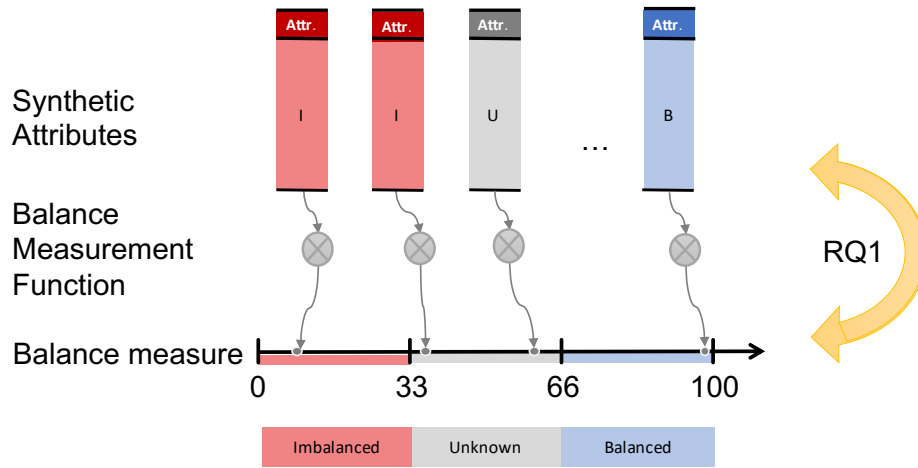 Attr. Attr. Attr. Attr.
I I U B
Synthetic
Attributes
...
Balance
Measurement
Function
RQ1
Balance measure
0 33 66 100
Imbalanced Unknown Balanced